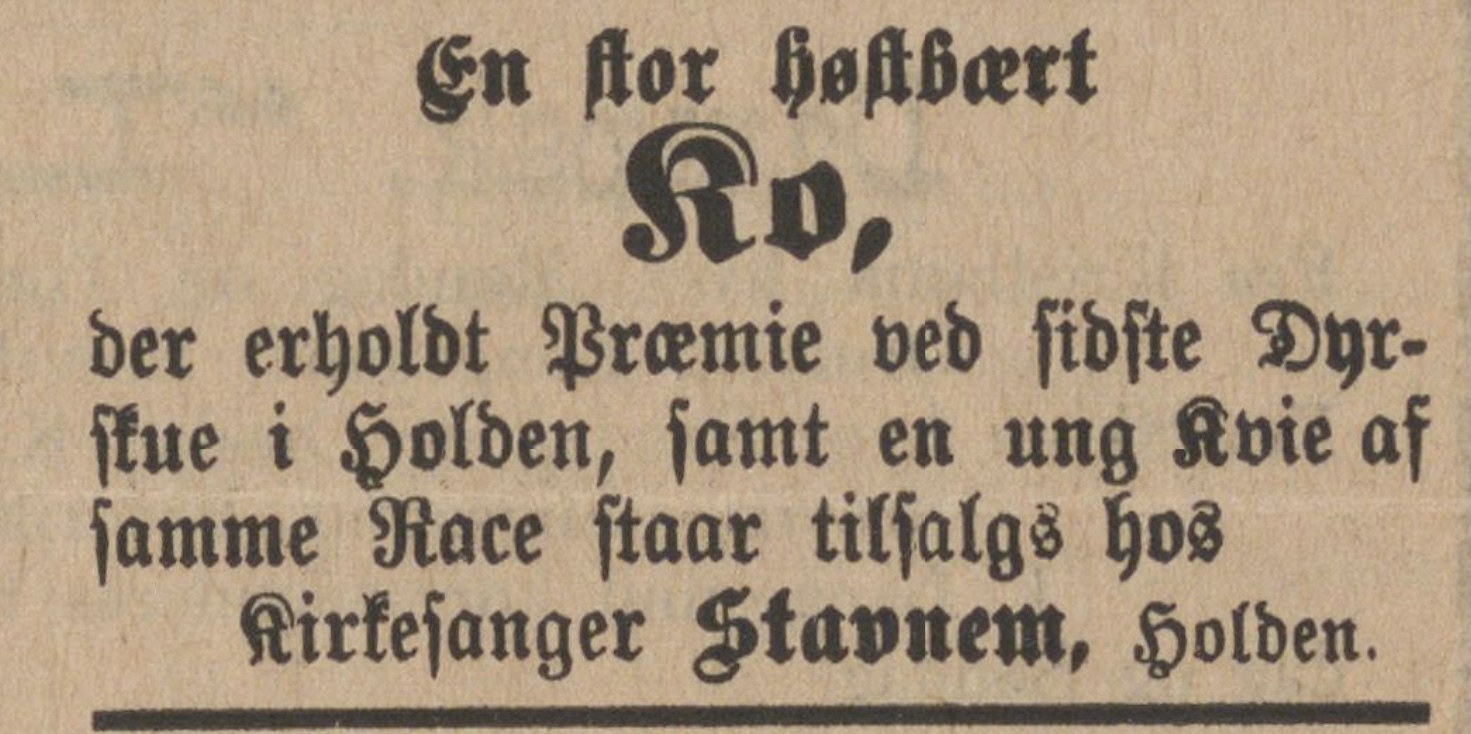 En stor høstbært
Ko,
der erholdt Præmie ved sidste Dyr-
skue i Holden, samt en ung Kvie af
samme Race staar tilsalgs hos
Kirkesanger Stavnem, Holden.